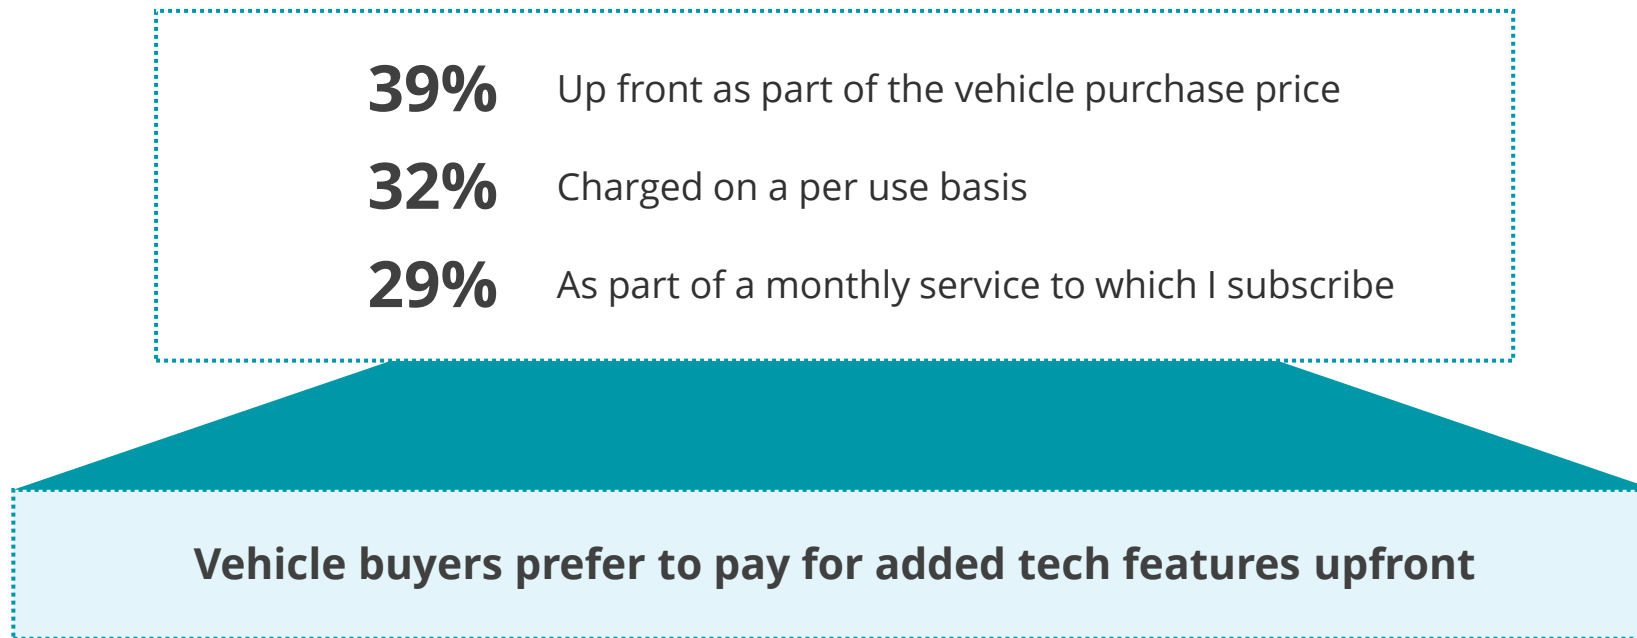 39% Up front as part of the vehicle purchase price
32% Charged on a per use basis
29% As part of a monthly service to which I subscribe
Vehicle buyers prefer to pay for added tech features upfront